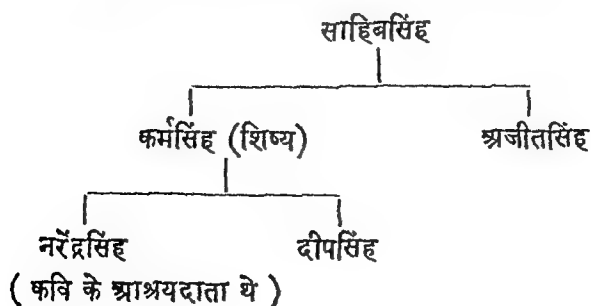 साहिबसिंह
कर्मसिंह (शिष्य) अजीतसिंह
नरेंद्रसिंह दीपसिंह
( कवि के आश्रयदाता थे )